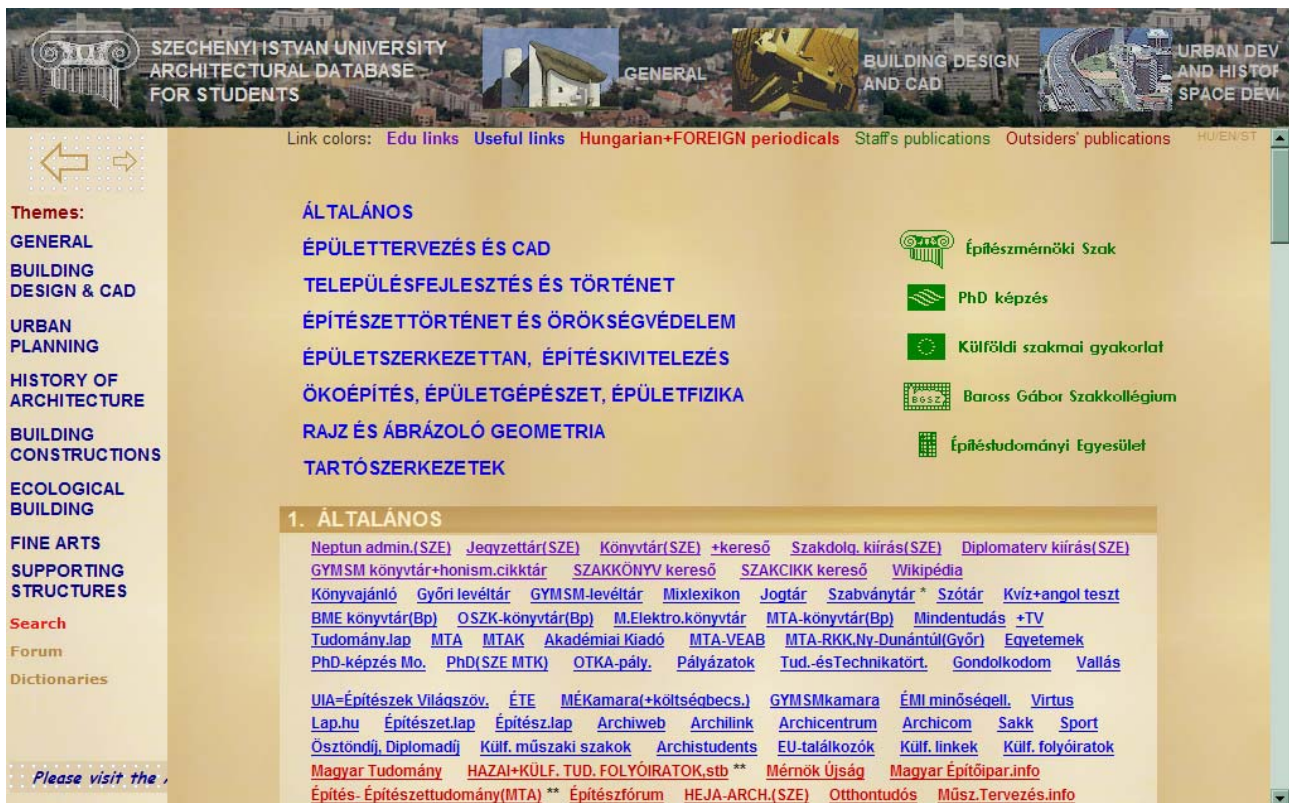 SZECHENYI ISTVAN UNIVERSITY
ARCHITECTURAL DATABASE
FOR STUDENTS
GENERAL
BUILDING DESIGN
AND CAD
URBAN DEV
AND HISTOR
SPACE DEVI
Link colors: Edu links Useful links Hungarian+FOREIGN periodicals Staff's publications Outsiders' publications HU/EN/ST
Themes:
GENERAL
BUILDING
DESIGN & CAD
URBAN
PLANNING
HISTORY OF
ARCHITECTURE
BUILDING
CONSTRUCTIONS
ECOLOGICAL
BUILDING
FINE ARTS
SUPPORTING
STRUCTURES
Search
Forum
Dictionaries
Please visit the
ÁLTALÁNOS
ÉPÜLETTERVEZÉS ÉS CAD
TELEPÜLÉSFEJLESZTÉS ÉS TÖRTÉNET
ÉPÍTÉSZETTÖRTÉNET ÉS ÖRÖKSÉGVÉDELEM
ÉPÜLETSZERKEZETTAN, ÉPÍTÉSKIVITELEZÉS
ÖKOÉPÍTÉS, ÉPÜLETGÉPÉSZET, ÉPÜLETFIZIKA
RAJZ ÉS ÁBRÁZOLÓ GEOMETRIA
TARTÓSZERKEZETEK
Építészmérnöki Szak
PhD képzés
Külföldi szakmai gyakorlat
BGSZ Baross Gábor Szakkollégium
Építéstudományi Egyesület
1. ÁLTALÁNOS
Neptun admin.(SZE) Jegyzettár(SZE) Könyvtár(SZE) +kereső Szakdolg. kiírás(SZE) Diplomaterv kiírás(SZE)
GYMSM könyvtár+honism.cikktár SZAKKÖNYV kereső SZAKCIKK kereső Wikipédia
Könyvajánló Győri levéltár GYMSM-levéltár Mixlexikon Jogtár Szabványtár * Szótár Kvíz+angol teszt
BME könyvtár(Bp) OSZK-könyvtár(Bp) M.Elektro.könyvtár MTA-könyvtár(Bp) Mindentudás +TV
Tudomány.lap MTA MTAK Akadémiai Kiadó MTA-VEAB MTA-RKK,Ny-Dunántúl(Győr) Egyetemek
PhD-képzés Mo. PhD(SZE MTK) OTKA-pály. Pályázatok Tud.-ésTechnikatört. Gondolkodom Vallás
UIA=Építészek Világszöv. ÉTE MÉKamara(+költségbecs.) GYMSMkamara ÉMI minőségell. Virtus
Lap.hu Építészet.lap Építész.lap Archiweb Archilink Archicentrum Archicom Sakk Sport
Ösztöndíj, Diplomadíj Külf. műszaki szakok Archistudents EU-találkozók Külf. linkek Külf. folyóiratok
Magyar Tudomány HAZAI+KÜLF. TUD. FOLYÓIRATOK,stb ** Mérnök Újság Magyar Építőipar.info
Építés- Építészettudomány(MTA) ** Építészfórum HEJA-ARCH.(SZE) Otthontudós Műsz.Tervezés.info